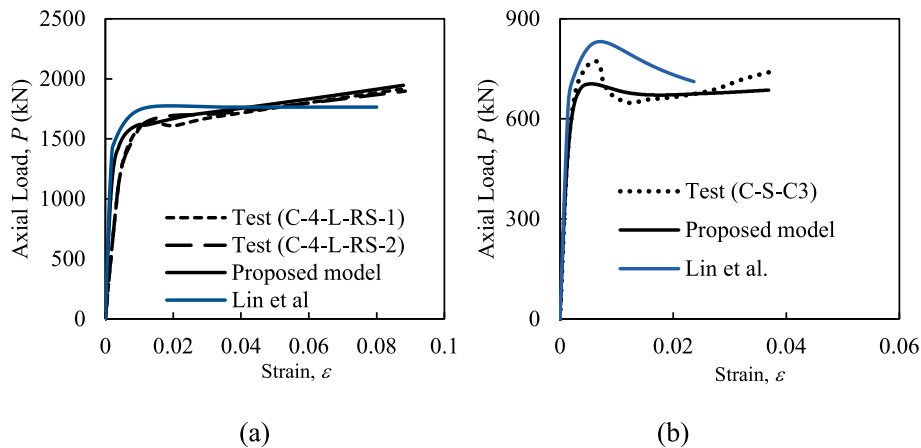 2500
2000
1500
1000
500
0
Axial Load, P (kN)
0
0.02
0.04
0.06
0.08
0.1
Strain, ε
Test (C-4-L-RS-1)
Test (C-4-L-RS-2)
Proposed model
Lin et al
(a)
900
600
300
0
Axial Load, P (kN)
0
0.02
0.04
0.06
Strain, ε
Test (C-S-C3)
Proposed model
Lin et al.
(b)